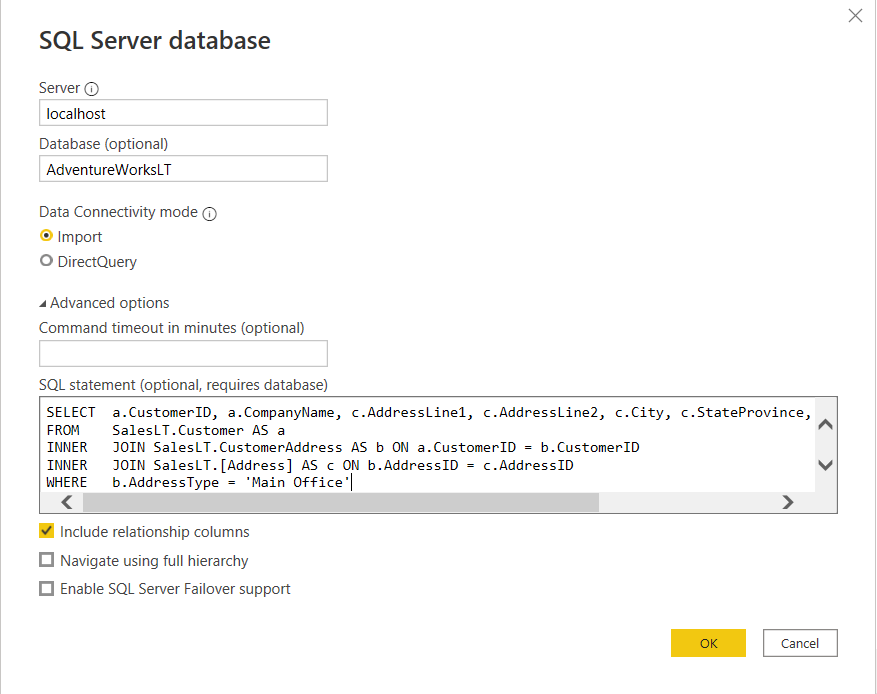 SQL Server database
Server
localhost
Database (optional)
AdventureWorksLT
Data Connectivity mode
Import
DirectQuery
Advanced options
Command timeout in minutes (optional)
SQL statement (optional, requires database)
SELECT  a.CustomerID, a.CompanyName, c.AddressLine1, c.AddressLine2, c.City, c.StateProvince,
FROM    SalesLT.Customer AS a
INNER   JOIN SalesLT.CustomerAddress AS b ON a.CustomerID = b.CustomerID
INNER   JOIN SalesLT.[Address] AS c ON b.AddressID = c.AddressID
WHERE   b.AddressType = 'Main Office'
Include relationship columns
Navigate using full hierarchy
Enable SQL Server Failover support
OK Cancel